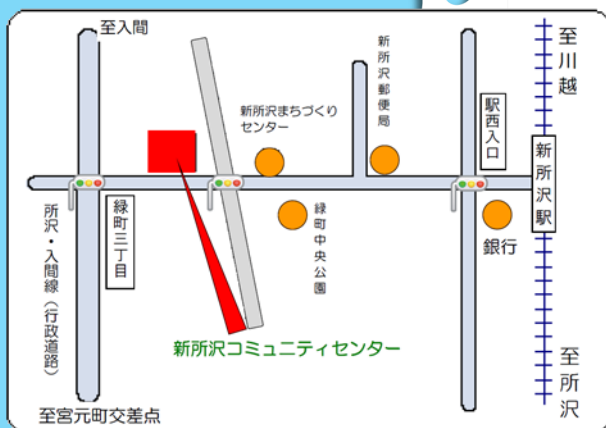 至入間
新所沢まちづくり
センター
新所沢郵便局
駅西入口
至川越
新所沢駅
緑町三丁目
所沢・入間線（行政道路）
緑町中央公園
銀行
新所沢コミュニティセンター
至所沢
至宮元町交差点